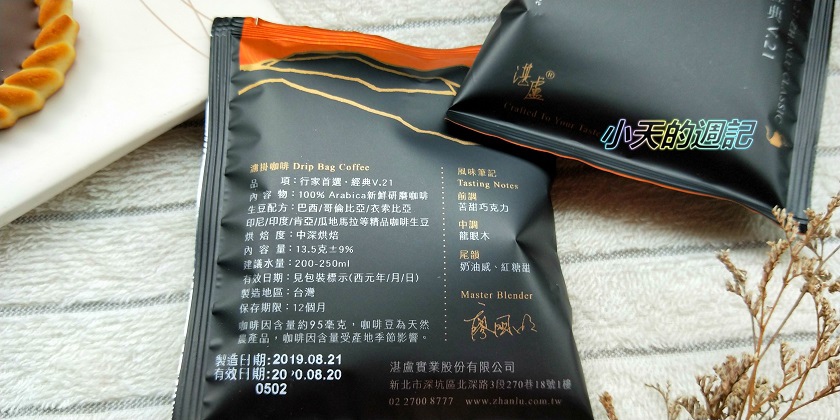 湛盧®
Crafted To Your Taste
V.21
小天的週記
濾掛咖啡 Drip Bag Coffee
品　　項：行家首選・經典V.21
內 容 物：100% Arabica新鮮研磨咖啡
生豆配方：巴西/哥倫比亞/衣索比亞
印尼/印度/肯亞/瓜地馬拉等精品咖啡生豆
烘 焙 度：中深烘焙
內 容 量：13.5克±9%
建議水量：200-250ml
有效日期：見包裝標示(西元年/月/日)
製造地區：台灣
保存期限：12個月
咖啡因含量約95毫克，咖啡豆為天然
農產品，咖啡因含量受產地季節影響。
製造日期:2019.08.21
有效日期:20 0.08.20
0502
風味筆記
Tasting Notes
前調
苦甜巧克力
中調
龍眼木
尾韻
奶油感、紅糖甜
Master Blender
湛盧實業股份有限公司
新北市深坑區北深路3段270巷18號1樓
02 2700 8777　www.zhanlu.com.tw